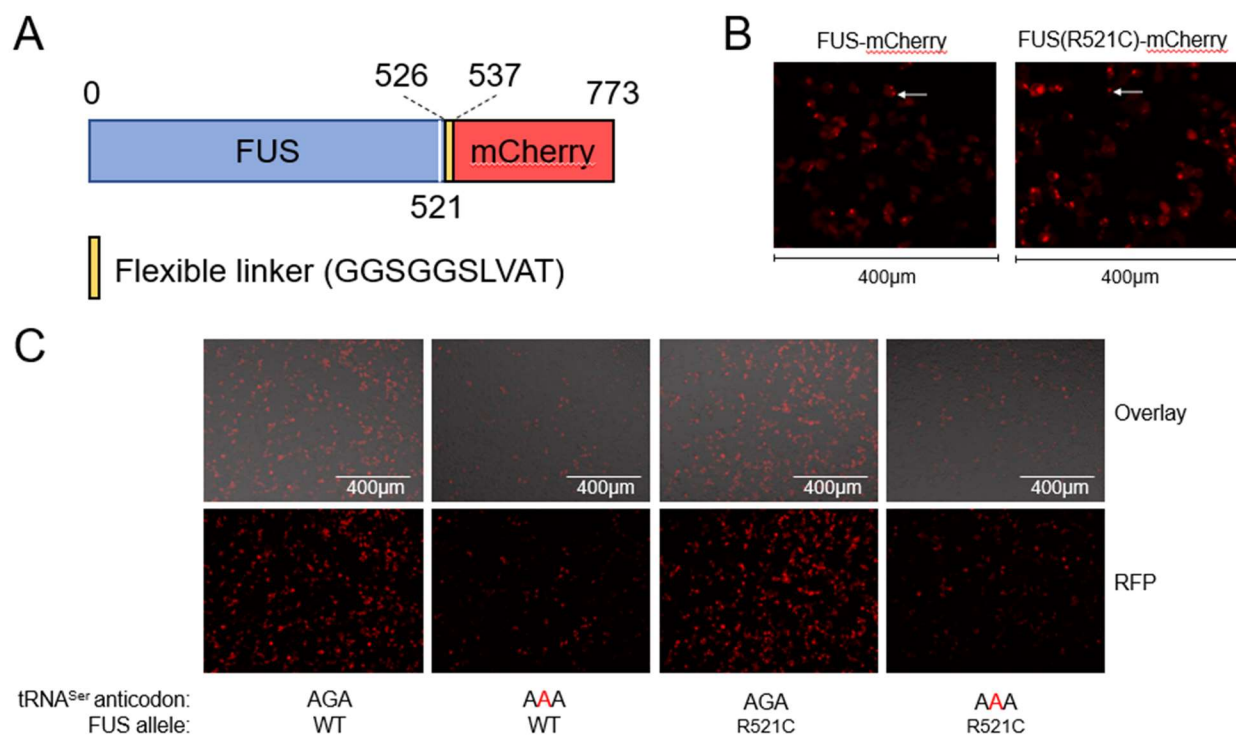 A
0
526
537
773
FUS
mCherry
521
Flexible linker (GGSGGSLVAT)
B
FUS-mCherry
FUS(R521C)-mCherry
400µm
400µm
C
Overlay
400µm
400µm
400µm
400µm
RFP
tRNASer anticodon: AGA AAA AGA AAA
FUS allele: WT WT R521C R521C